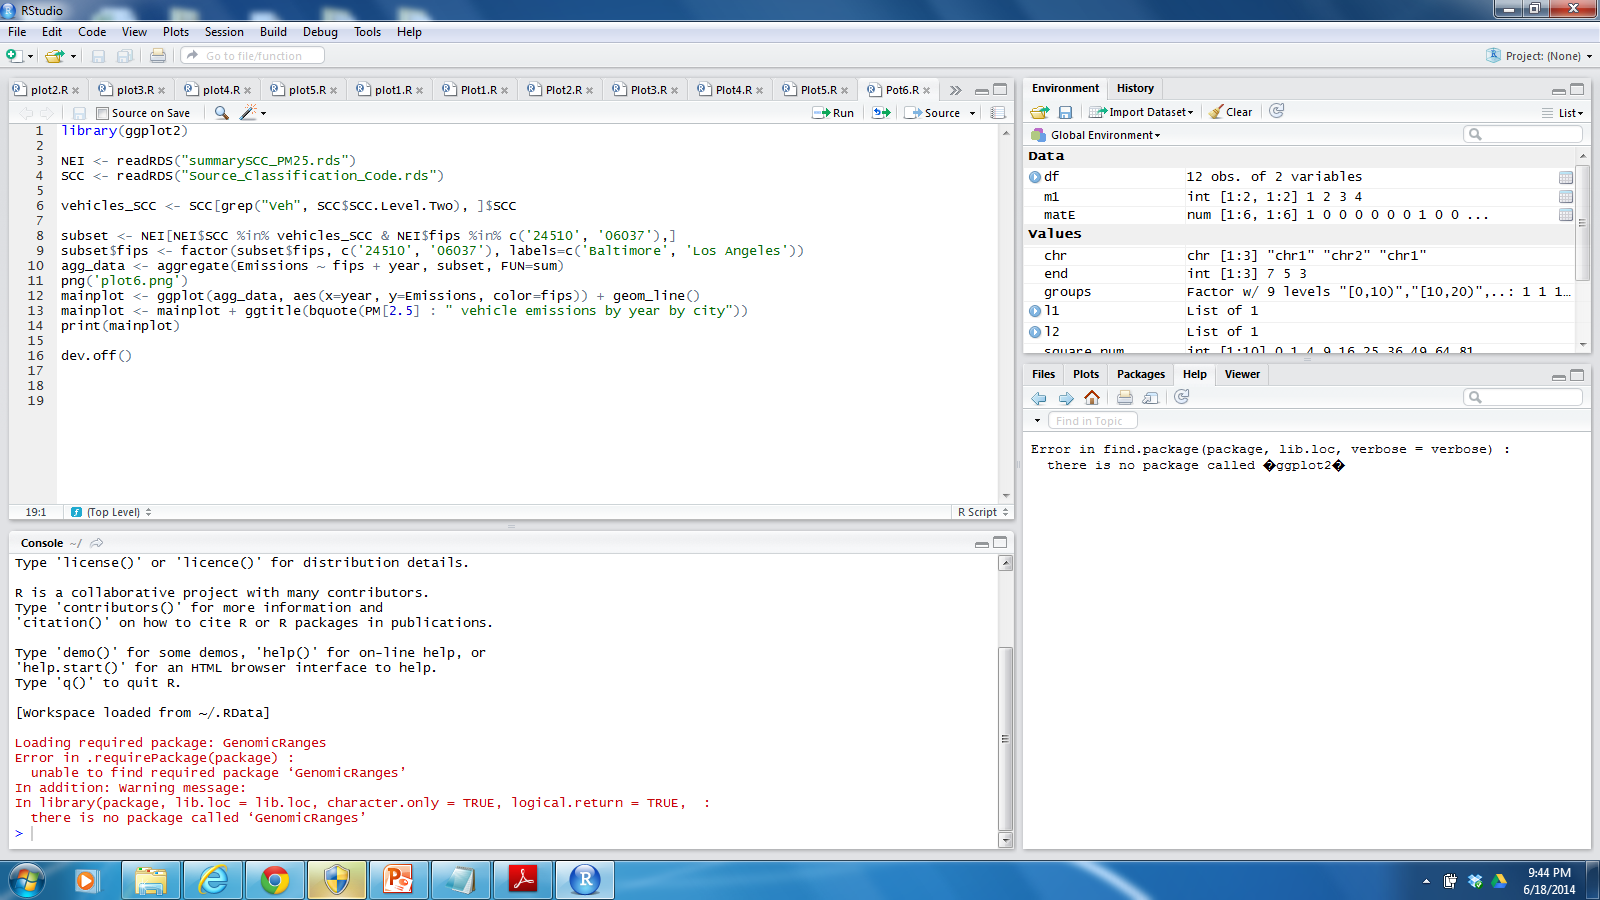 RStudio
File Edit Code View Plots Session Build Debug Tools Help
Go to file/function
Project: (None)
plot2.R plot3.R plot4.R plot5.R plot1.R Plot1.R Plot2.R Plot3.R Plot4.R Plot5.R Pot6.R
Source on Save Run Source
1 library(ggplot2)
2
3 NEI <- readRDS("summarySCC_PM25.rds")
4 SCC <- readRDS("Source_Classification_Code.rds")
5
6 vehicles_SCC <- SCC[grep("Veh", SCC$SCC.Level.Two), ]$SCC
7
8 subset <- NEI[NEI$SCC %in% vehicles_SCC & NEI$fips %in% c('24510', '06037'),]
9 subset$fips <- factor(subset$fips, c('24510', '06037'), labels=c('Baltimore', 'Los Angeles'))
10 agg_data <- aggregate(Emissions ~ fips + year, subset, FUN=sum)
11 png('plot6.png')
12 mainplot <- ggplot(agg_data, aes(x=year, y=Emissions, color=fips)) + geom_line()
13 mainplot <- mainplot + ggtitle(bquote(PM[2.5] : " vehicle emissions by year by city"))
14 print(mainplot)
15
16 dev.off()
17
18
19
19:1 (Top Level) R Script
Console ~/
Type 'license()' or 'licence()' for distribution details.
R is a collaborative project with many contributors.
Type 'contributors()' for more information and
'citation()' on how to cite R or R packages in publications.
Type 'demo()' for some demos, 'help()' for on-line help, or
'help.start()' for an HTML browser interface to help.
Type 'q()' to quit R.
[Workspace loaded from ~/.RData]
Loading required package: GenomicRanges
Error in .requirePackage(package) :
unable to find required package ‘GenomicRanges’
In addition: Warning message:
In library(package, lib.loc = lib.loc, character.only = TRUE, logical.return = TRUE, :
there is no package called ‘GenomicRanges’
>
Environment History
Import Dataset Clear List
Global Environment
Data
df 12 obs. of 2 variables
m1 int [1:2, 1:2] 1 2 3 4
matE num [1:6, 1:6] 1 0 0 0 0 0 0 1 0 0 ...
Values
chr chr [1:3] "chr1" "chr2" "chr1"
end int [1:3] 7 5 3
groups Factor w/ 9 levels "[0,10)","[10,20)",..: 1 1 1...
l1 List of 1
l2 List of 1
square_num int [1:10] 0 1 4 9 16 25 36 49 64 81
Files Plots Packages Help Viewer
Find in Topic
Error in find.package(package, lib.loc, verbose = verbose) :
there is no package called �ggplot2�
9:44 PM
6/18/2014